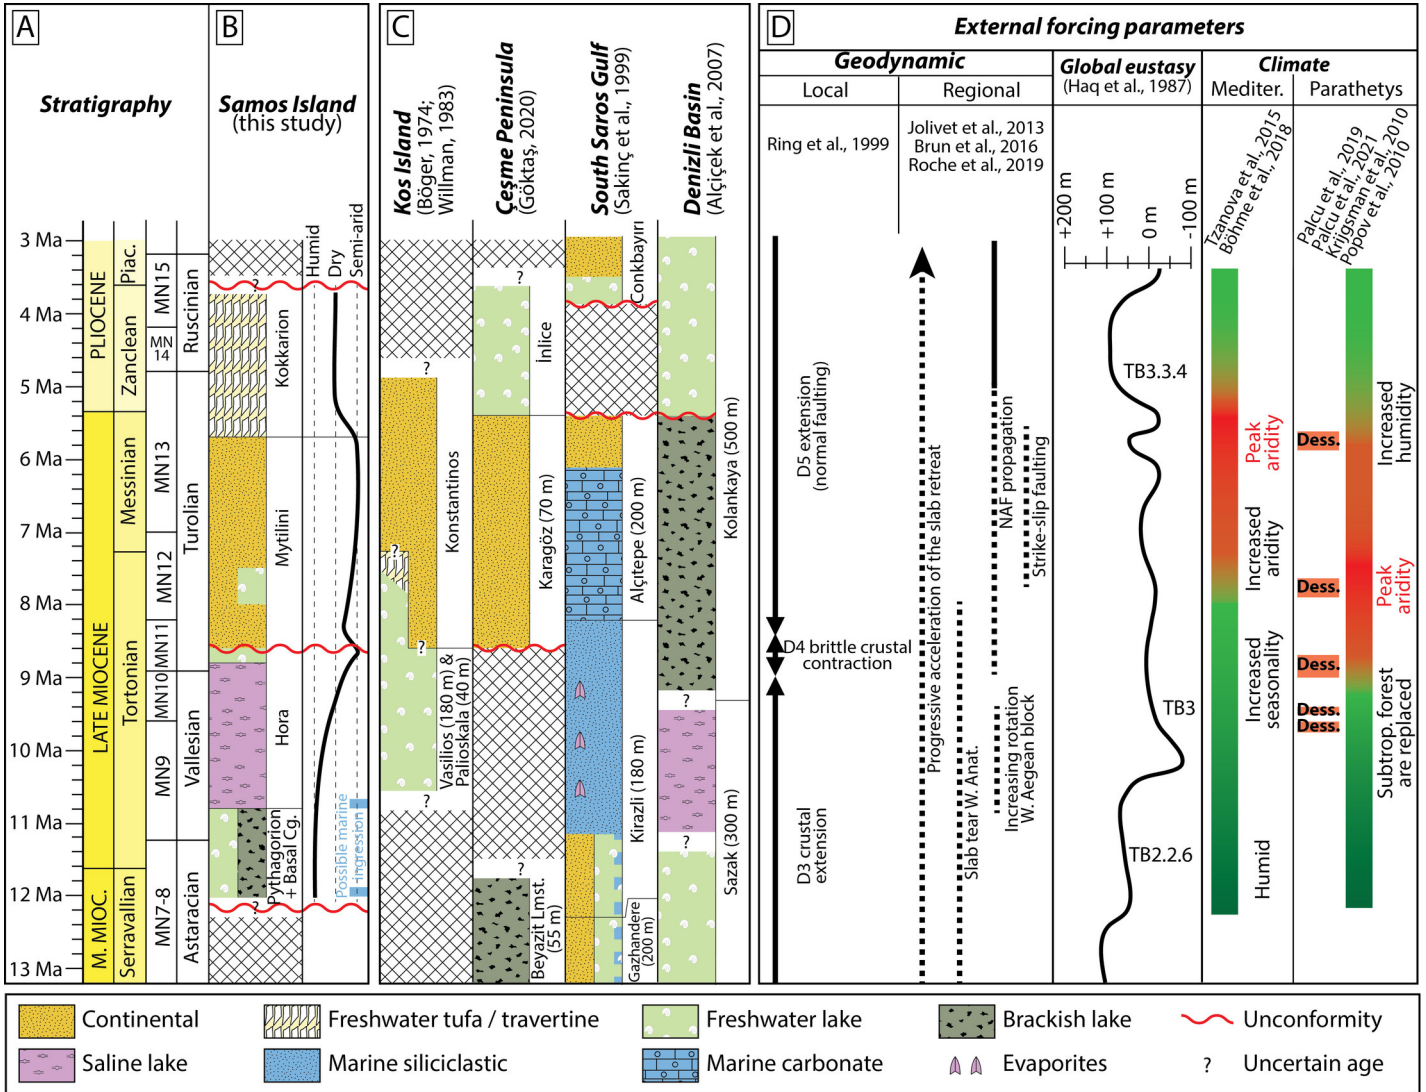 A
B
C
D
Stratigraphy
Samos Island
(this study)
Kos Island
(Böger, 1974;
Willman, 1983)
Çeşme Peninsula
(Göktaş, 2020)
South Saros Gulf
(Sakinç et al., 1999)
Denizli Basin
(Alçiçek et al., 2007)
External forcing parameters
Geodynamic
Global eustasy
(Haq et al., 1987)
Climate
Local
Regional
Mediter.
Parathetys
Ring et al., 1999
Jolivet et al., 2013
Brun et al., 2016
Roche et al., 2019
Tzanova et al., 2015
Böhme et al., 2018
Palcu et al., 2019
Palcu et al., 2021
Krijgsman et al., 2010
Popov et al., 2010
+200 m
+100 m
0 m
-100 m
3 Ma
4 Ma
5 Ma
6 Ma
7 Ma
8 Ma
9 Ma
10 Ma
11 Ma
12 Ma
13 Ma
PLIOCENE
LATE MIOCENE
M. MIOC.
Piac.
Zanclean
Messinian
Tortonian
Serravallian
MN15
MN
14
MN13
MN12
MN11
MN10
MN9
MN7-8
Ruscinian
Turolian
Vallesian
Astaracian
Humid
Dry
Semi-arid
?
Kokkarion
Mytilini
Hora
Pythagorion
+ Basal Cg.
Possible marine
ingression
?
?
Konstantinos
?
?
Vasilios (180 m) &
Palioskala (40 m)
?
?
İnlice
Karagöz (70 m)
?
Beyazit Lmst.
(55 m)
Conkbayırı
Alçıtepe (200 m)
Kirazli (180 m)
Gazhandere
(200 m)
Kolankaya (500 m)
?
?
Sazak (300 m)
D5 extension
(normal faulting)
D4 brittle crustal
contraction
D3 crustal
extension
Progressive acceleration of the slab retreat
Slab tear W. Anat.
NAF propagation
Strike-slip faulting
Increasing rotation
W. Aegean block
TB3.3.4
TB3
TB2.2.6
Peak
aridity
Increased
aridity
Increased
seasonality
Humid
Dess.
Dess.
Dess.
Dess.
Dess.
Increased
humidity
Peak
aridity
Subtrop. forest
are replaced
Continental
Freshwater tufa / travertine
Freshwater lake
Brackish lake
Unconformity
Saline lake
Marine siliciclastic
Marine carbonate
Evaporites
? Uncertain age